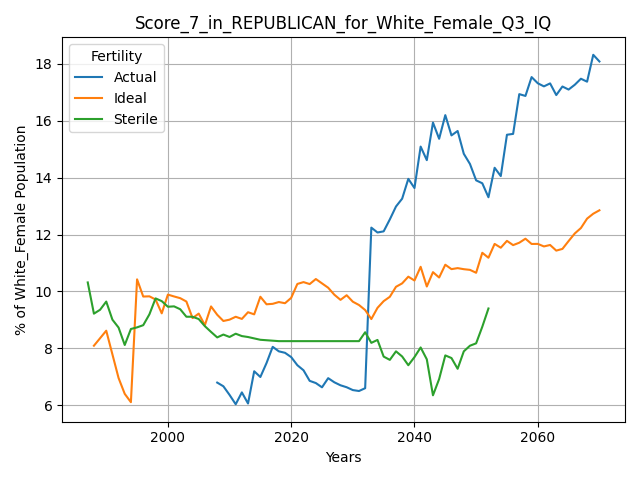 Score_7_in_REPUBLICAN_for_White_Female_Q3_IQ
Fertility
Actual
Ideal
Sterile
% of White_Female Population
18
16
14
12
10
8
6
2000
2020
2040
2060
Years